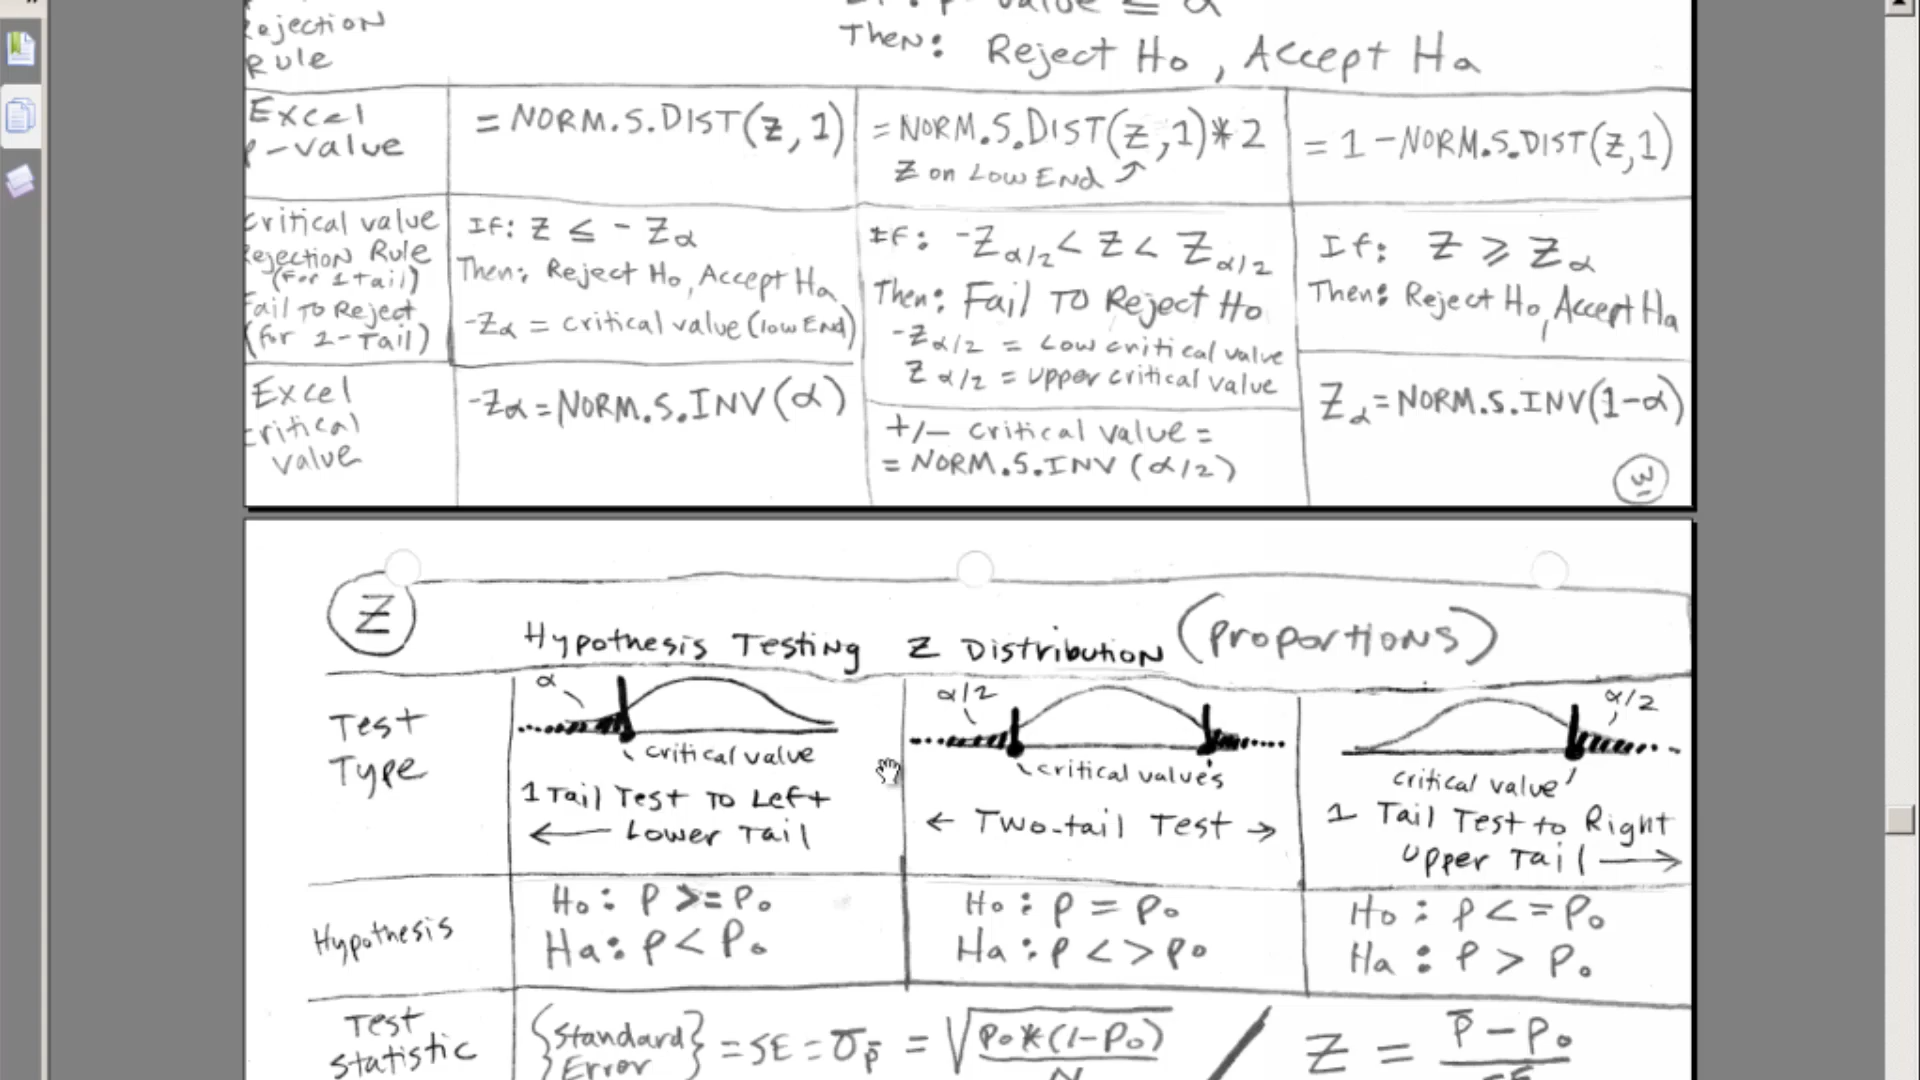 Rejection
Rule
Then: Reject Ho, Accept Ha
Excel
P-value
= NORM.S.DIST(Z,1)
= NORM.S.DIST(Z,1)*2
Z on Low End
= 1 -NORM.S.DIST(Z,1)
Critical value
Rejection Rule
(for 1 Tail)
Fail To Reject
(for 2-Tail)
If: Z ≤ - Zα
Then: Reject Ho, Accept Ha
-Zα = critical value (low End)
If: -Zα/2 < Z < Zα/2
Then: Fail To Reject Ho
-Zα/2 = Low critical value
Zα/2 = Upper critical value
If: Z ≥ Zα
Then: Reject Ho, Accept Ha
Excel
critical
value
-Zα = NORM.S.INV(α)
+/- critical value =
= NORM.S.INV(α/2)
Zα = NORM.S.INV(1-α)
Z
Hypothesis Testing Z Distribution (Proportions)
Test
Type
α
critical value
1 Tail Test To Left
← Lower Tail
α/2
critical value's
← Two-tail Test →
α/2
critical value
1 Tail Test to Right
Upper Tail →
Hypothesis
Ho: P >= Po
Ha: P < Po
Ho: P = Po
Ha: P <> Po
Ho: P <= Po
Ha: P > Po
Test
Statistic
{Standard Error} = SE = σp̄ = √Po*(1-Po)
Z = p̄ - Po